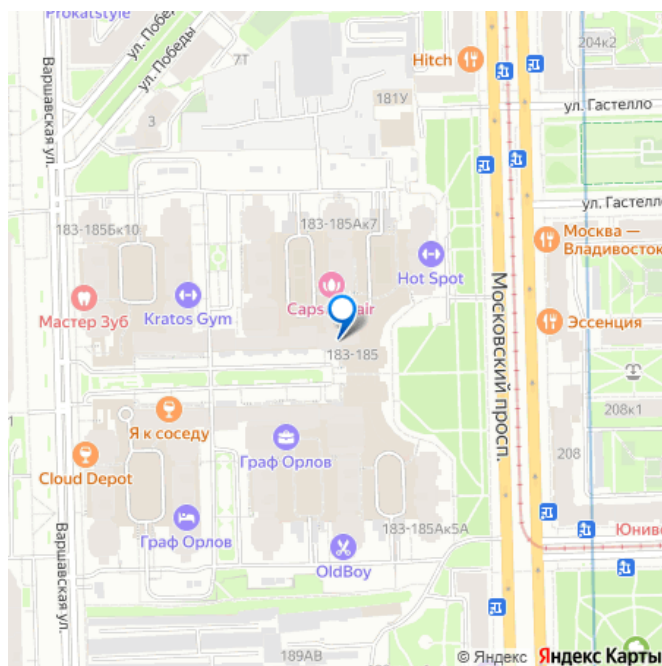 Prokatstyle
ул. Победы
ул. Победы
Варшавская ул.
7Т
3
181У
Hitch
204к2
ул. Гастелло
ул. Гастелло
183-185Бк10
183-185Ак7
Москва —
Владивосток
Hot Spot
Мастер Зуб
Kratos Gym
Caps
air
Эссенция
183-185
Московский просп.
208к1
Я к соседу
Граф Орлов
208
Cloud Depot
Граф Орлов
183-185Ак5А
OldBoy
Варшавская ул.
189АВ
© Яндекс Яндекс Карты